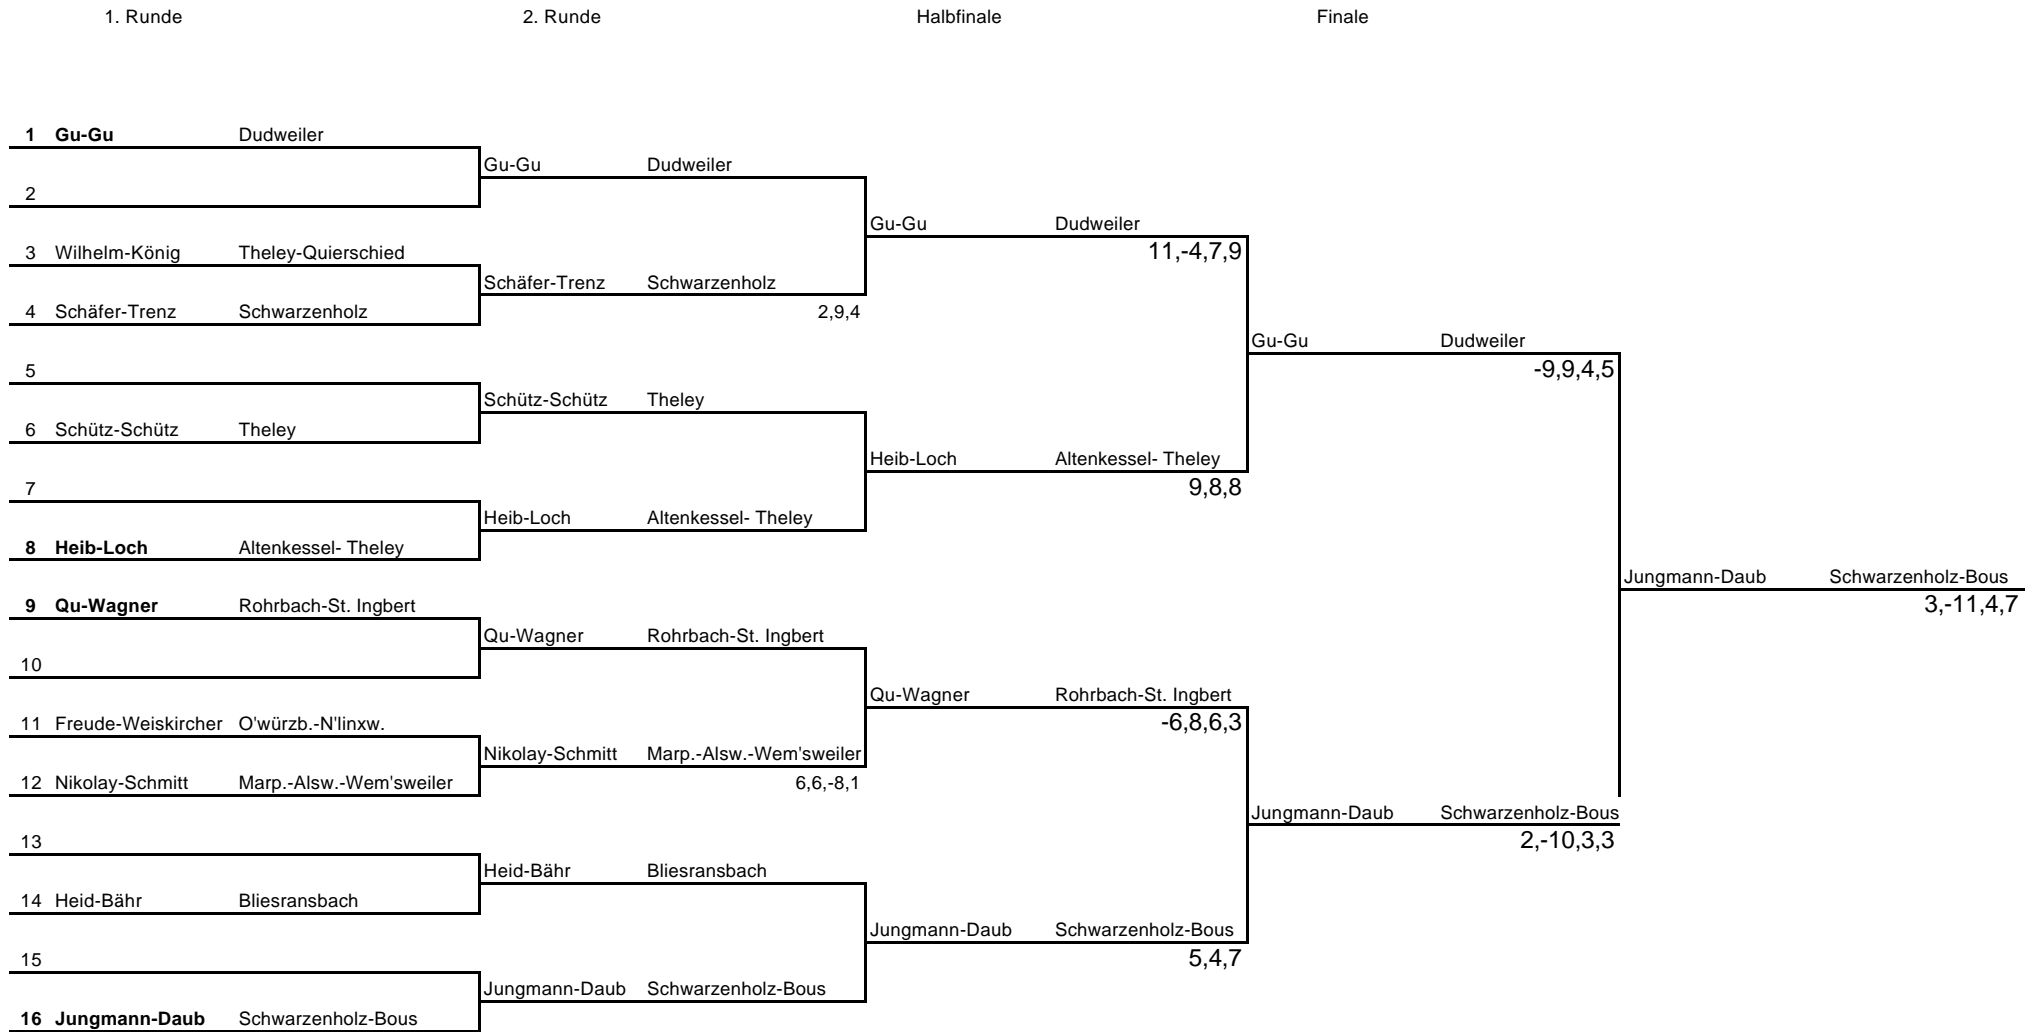 1. Runde 2. Runde Halbfinale Finale
1 Gu-Gu Dudweiler
Gu-Gu Dudweiler
2
Gu-Gu Dudweiler
3 Wilhelm-König Theley-Quierschied 11,-4,7,9
Schäfer-Trenz Schwarzenholz
4 Schäfer-Trenz Schwarzenholz 2,9,4
Gu-Gu Dudweiler
5 -9,9,4,5
Schütz-Schütz Theley
6 Schütz-Schütz Theley
Heib-Loch Altenkessel- Theley
7 9,8,8
Heib-Loch Altenkessel- Theley
8 Heib-Loch Altenkessel- Theley
Jungmann-Daub Schwarzenholz-Bous
9 Qu-Wagner Rohrbach-St. Ingbert 3,-11,4,7
Qu-Wagner Rohrbach-St. Ingbert
10
Qu-Wagner Rohrbach-St. Ingbert
11 Freude-Weiskircher O'würzb.-N'linxw. -6,8,6,3
Nikolay-Schmitt Marp.-Alsw.-Wem'sweiler
12 Nikolay-Schmitt Marp.-Alsw.-Wem'sweiler 6,6,-8,1
Jungmann-Daub Schwarzenholz-Bous
13 2,-10,3,3
Heid-Bähr Bliesransbach
14 Heid-Bähr Bliesransbach
Jungmann-Daub Schwarzenholz-Bous
15 5,4,7
Jungmann-Daub Schwarzenholz-Bous
16 Jungmann-Daub Schwarzenholz-Bous